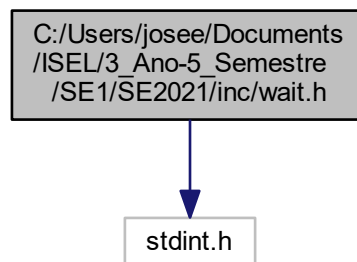 C:/Users/josee/Documents
/ISEL/3_Ano-5_Semestre
/SE1/SE2021/inc/wait.h
stdint.h